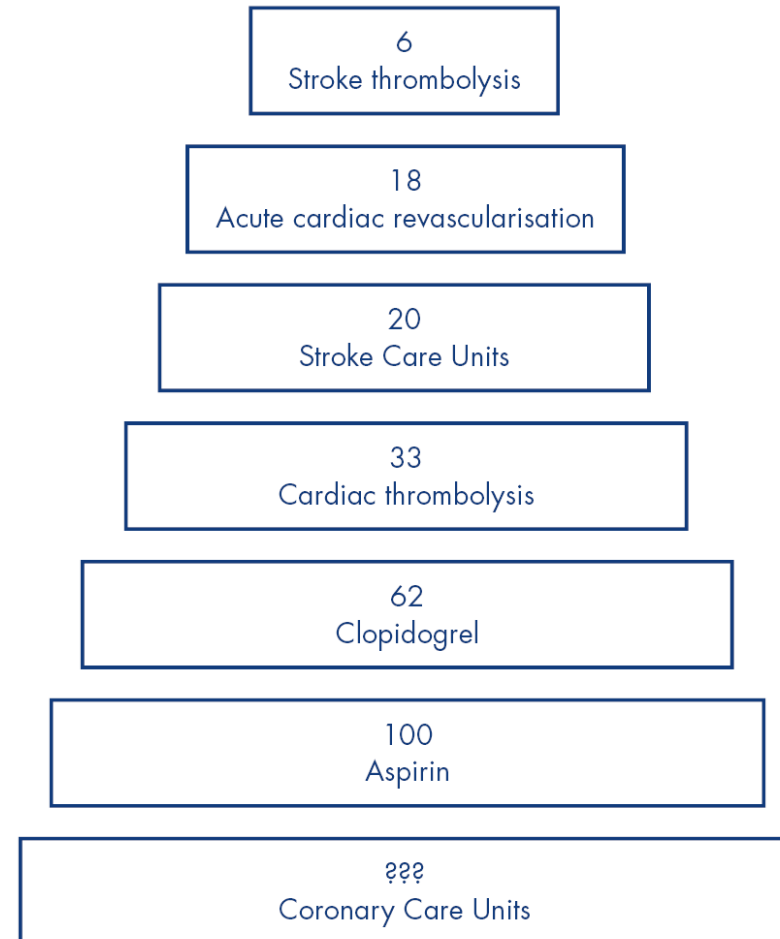 6
Stroke thrombolysis
18
Acute cardiac revascularisation
20
Stroke Care Units
33
Cardiac thrombolysis
62
Clopidogrel
100
Aspirin
???
Coronary Care Units